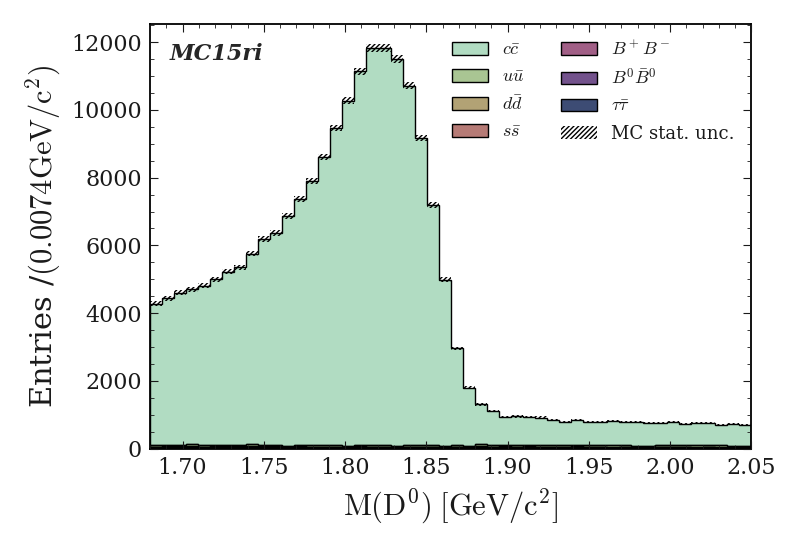 MC15ri
cc̄
uū
dd̄
ss̄
B⁺B⁻
B⁰B̄⁰
ττ̄
MC stat. unc.
Entries /(0.0074GeV/c²)
12000
10000
8000
6000
4000
2000
0
1.70 1.75 1.80 1.85 1.90 1.95 2.00 2.05
M(D⁰) [GeV/c²]